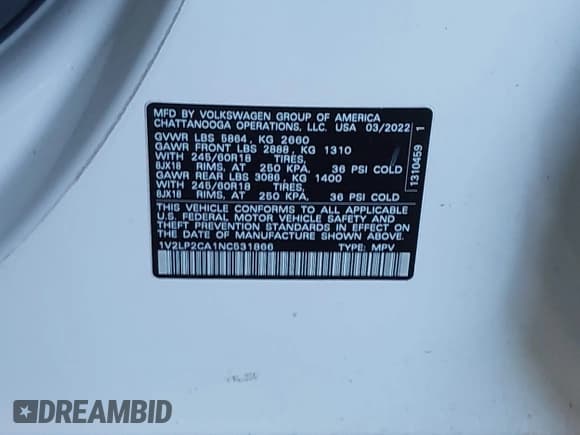 MFD BY VOLKSWAGEN GROUP OF AMERICA
CHATTANOOGA OPERATIONS, LLC. USA 03/2022
GVWR LBS 5864, KG 2660
GAWR FRONT LBS 2888, KG 1310
WITH 245/60R18 TIRES,
8JX18 RIMS, AT 250 KPA, 36 PSI COLD
GAWR REAR LBS 3086, KG 1400
WITH 245/60R18 TIRES,
8JX18 RIMS, AT 250 KPA, 36 PSI COLD
THIS VEHICLE CONFORMS TO ALL APPLICABLE
U.S. FEDERAL MOTOR VEHICLE SAFETY AND
THEFT PREVENTION STANDARDS IN EFFECT ON
THE DATE OF MANUFACTURE SHOWN ABOVE.
1V2LP2CA1NC531866 TYPE: MPV
1310459 1
DREAMBID